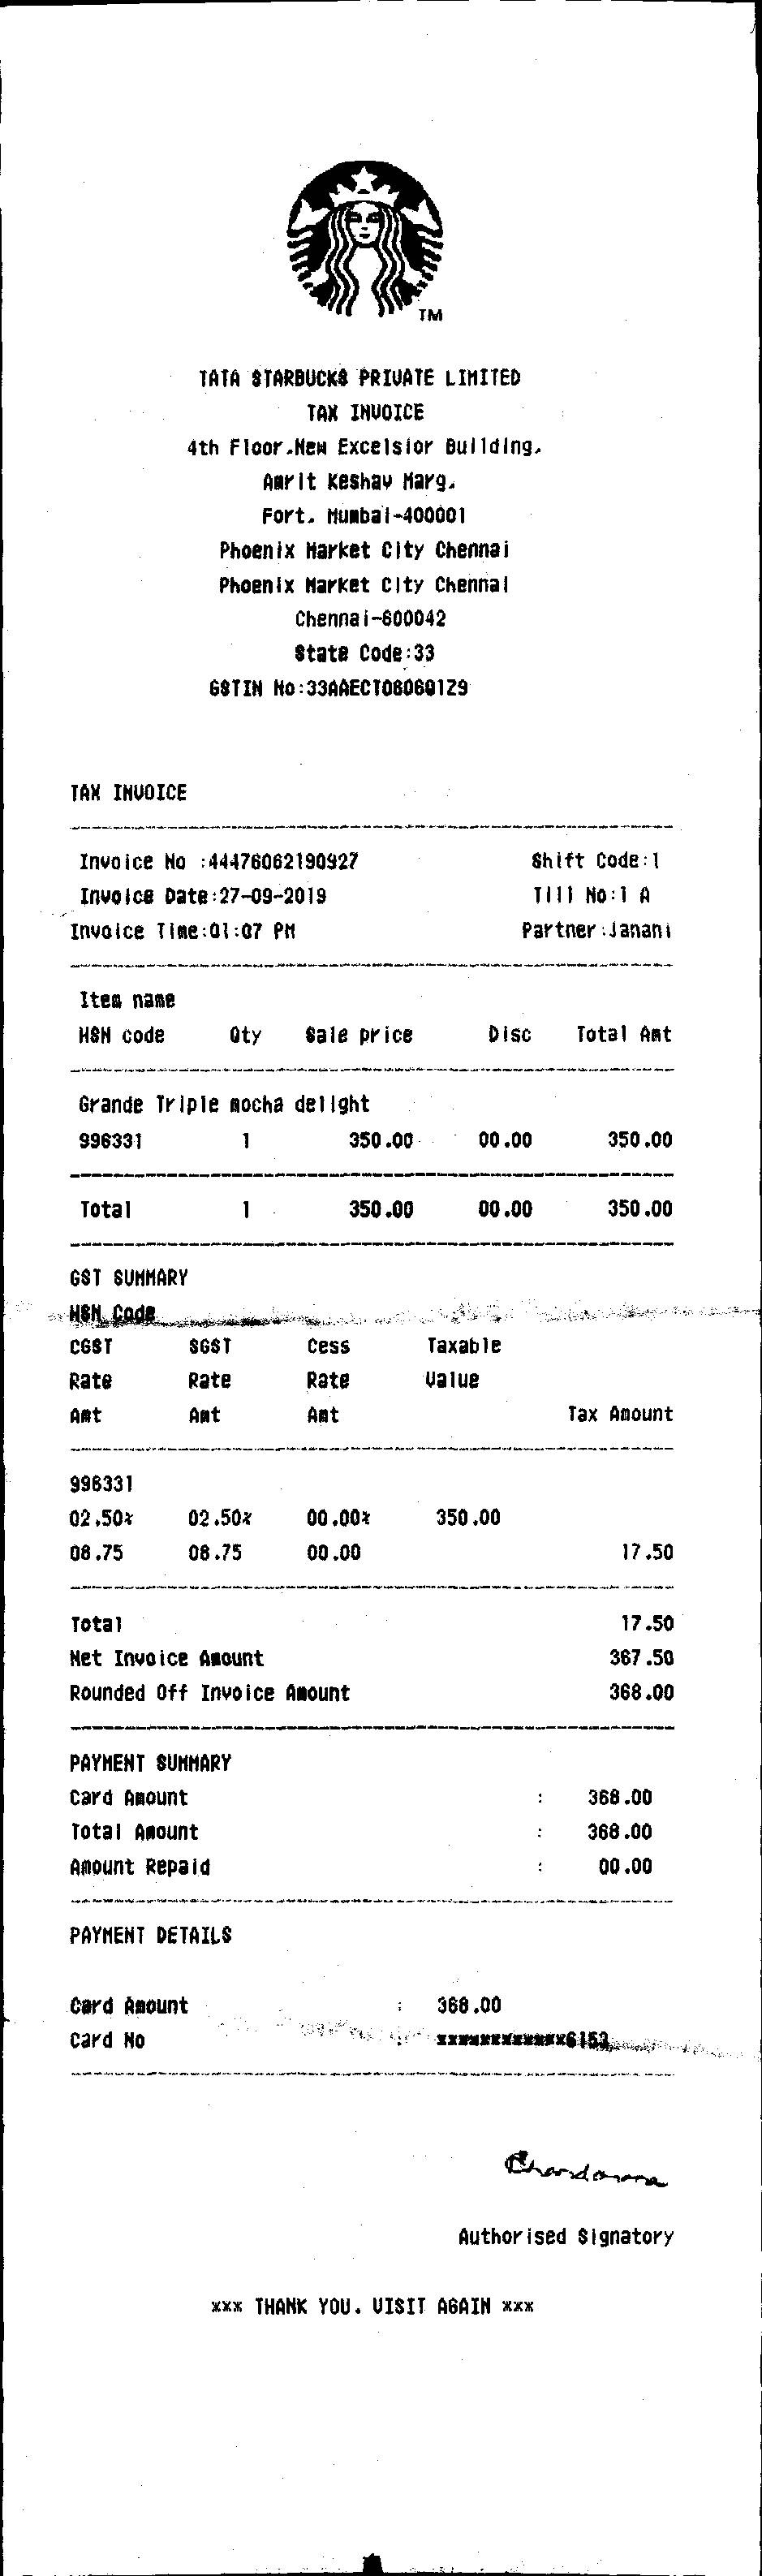 TM
TATA STARBUCKS PRIVATE LIMITED
TAX INVOICE
4th Floor.New Excelsior Building,
Amrit Keshav Marg,
Fort, Mumbai-400001
Phoenix Market City Chennai
Phoenix Market City Chennai
Chennai-600042
State Code:33
GSTIN No:33AAECT0606Q1Z9
TAX INVOICE
Invoice No :44476062190927 Shift Code:1
Invoice Date:27-09-2019 Till No:1 A
Invoice Time:01:07 PM Partner:Janani
Item name
HSN code Qty Sale price Disc Total Amt
Grande Triple mocha delight
996331 1 350.00 00.00 350.00
Total 1 350.00 00.00 350.00
GST SUMMARY
HSN Code
CGST SGST Cess Taxable
Rate Rate Rate Value
Amt Amt Amt Tax Amount
996331
02.50% 02.50% 00.00% 350.00
08.75 08.75 00.00 17.50
Total 17.50
Net Invoice Amount 367.50
Rounded Off Invoice Amount 368.00
PAYMENT SUMMARY
Card Amount : 368.00
Total Amount : 368.00
Amount Repaid : 00.00
PAYMENT DETAILS
Card Amount : 368.00
Card No : xxxxxxxxxxxx6153
Authorised Signatory
*** THANK YOU. VISIT AGAIN ***